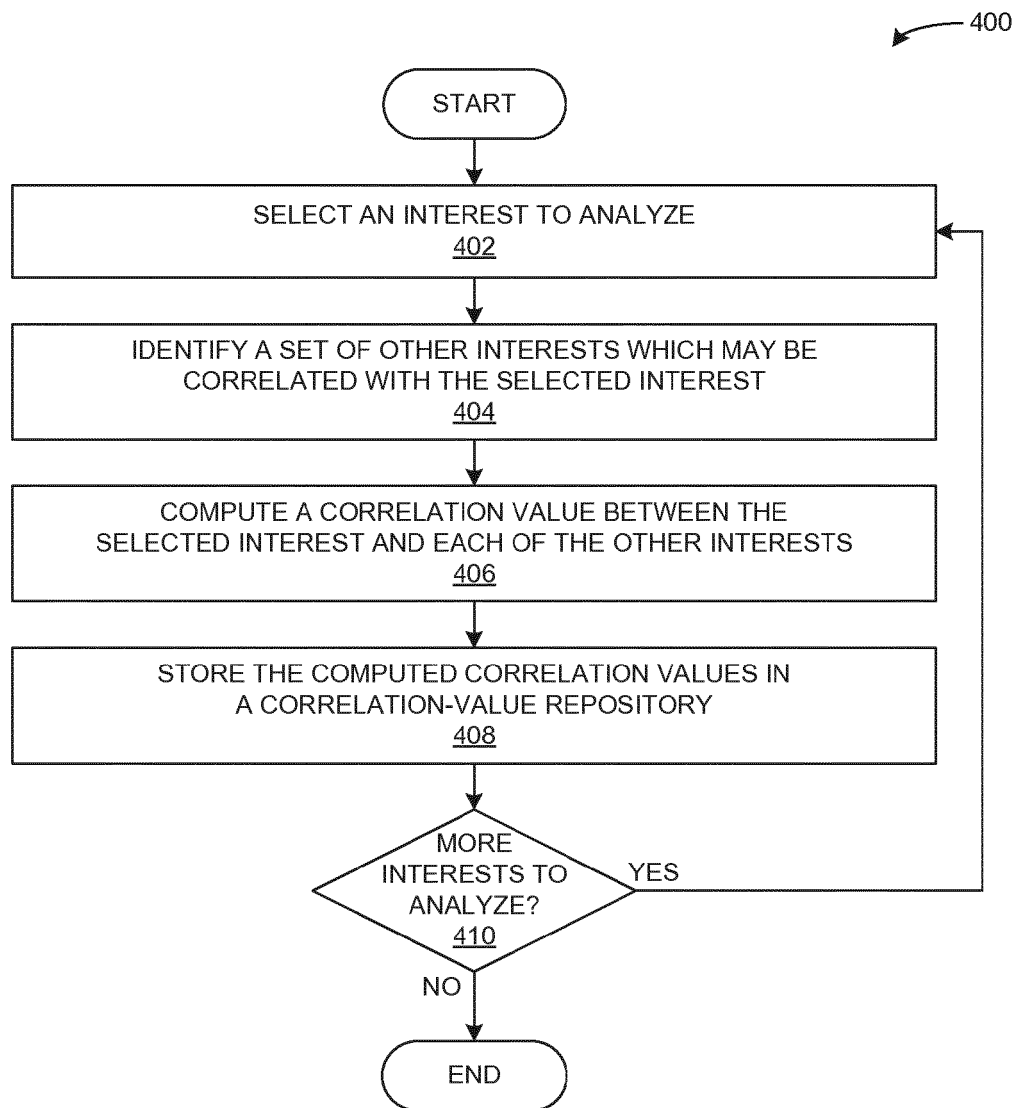 400
START
SELECT AN INTEREST TO ANALYZE
402
IDENTIFY A SET OF OTHER INTERESTS WHICH MAY BE
CORRELATED WITH THE SELECTED INTEREST
404
COMPUTE A CORRELATION VALUE BETWEEN THE
SELECTED INTEREST AND EACH OF THE OTHER INTERESTS
406
STORE THE COMPUTED CORRELATION VALUES IN
A CORRELATION-VALUE REPOSITORY
408
MORE
INTERESTS TO
ANALYZE?
410
YES
NO
END